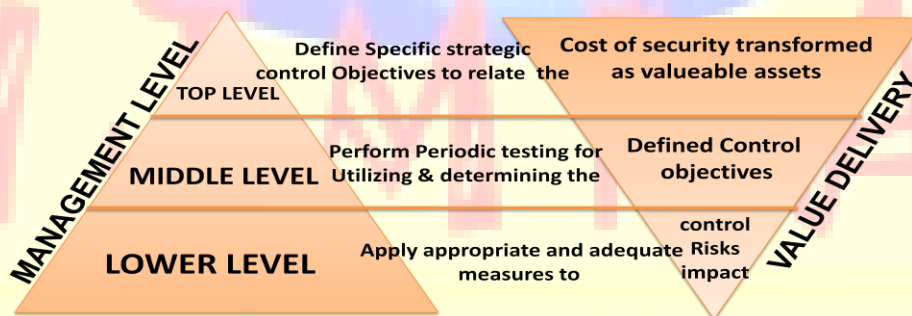 MANAGEMENT LEVEL
TOP LEVEL
Define Specific strategic
control Objectives to relate the
Cost of security transformed
as valueable assets
MIDDLE LEVEL
Perform Periodic testing for
Utilizing & determining the
Defined Control
objectives
LOWER LEVEL
Apply appropriate and adequate
measures to
control
Risks
impact
VALUE DELIVERY